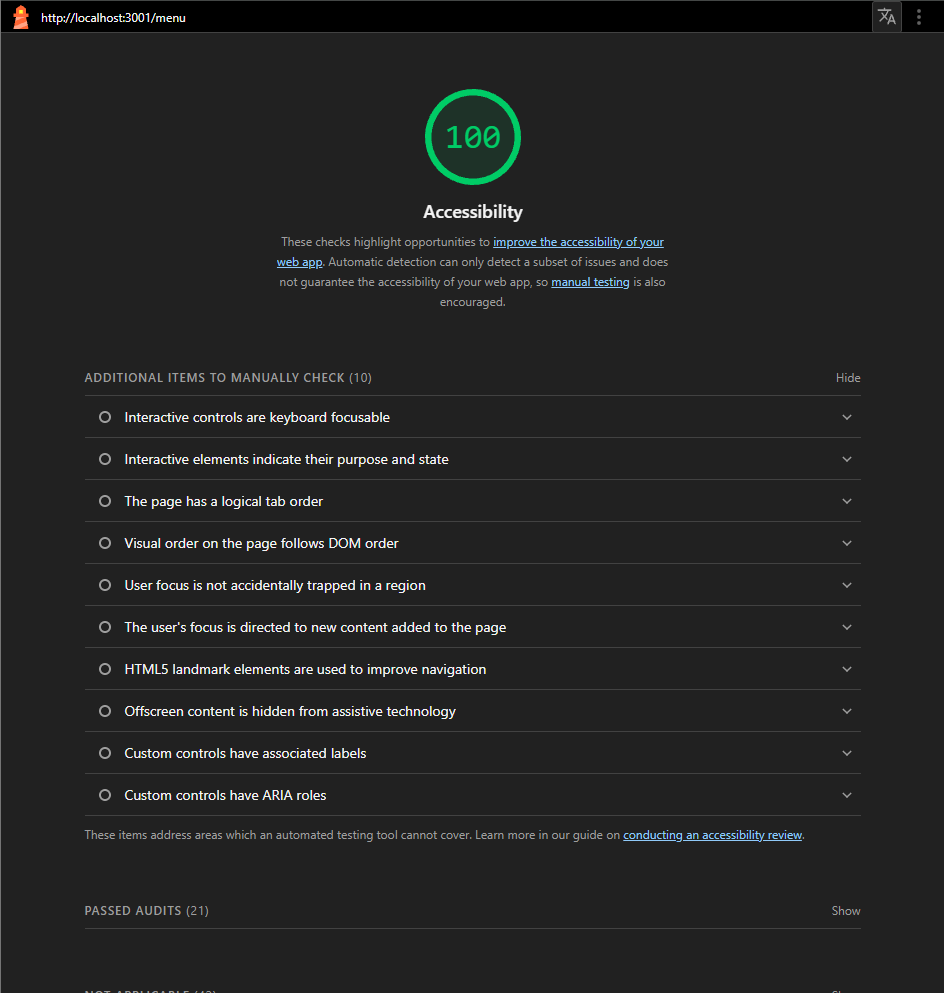 http://localhost:3001/menu
100
Accessibility
These checks highlight opportunities to improve the accessibility of your
web app. Automatic detection can only detect a subset of issues and does
not guarantee the accessibility of your web app, so manual testing is also
encouraged.
ADDITIONAL ITEMS TO MANUALLY CHECK (10) Hide
Interactive controls are keyboard focusable
Interactive elements indicate their purpose and state
The page has a logical tab order
Visual order on the page follows DOM order
User focus is not accidentally trapped in a region
The user's focus is directed to new content added to the page
HTML5 landmark elements are used to improve navigation
Offscreen content is hidden from assistive technology
Custom controls have associated labels
Custom controls have ARIA roles
These items address areas which an automated testing tool cannot cover. Learn more in our guide on conducting an accessibility review.
PASSED AUDITS (21) Show
NOT APPLICABLE